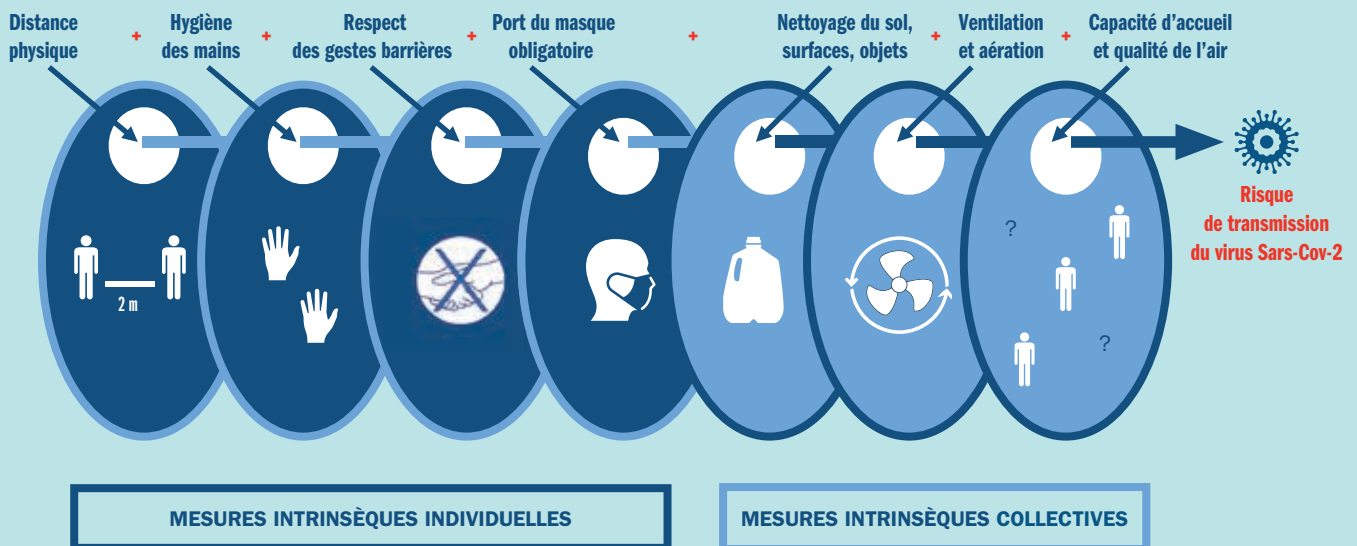 Distance
physique
+
Hygiène
des mains
+
Respect
des gestes barrières
+
Port du masque
obligatoire
+
Nettoyage du sol,
surfaces, objets
+
Ventilation
et aération
+
Capacité d'accueil
et qualité de l'air
2 m
?
?
Risque
de transmission
du virus Sars-Cov-2
MESURES INTRINSÈQUES INDIVIDUELLES
MESURES INTRINSÈQUES COLLECTIVES